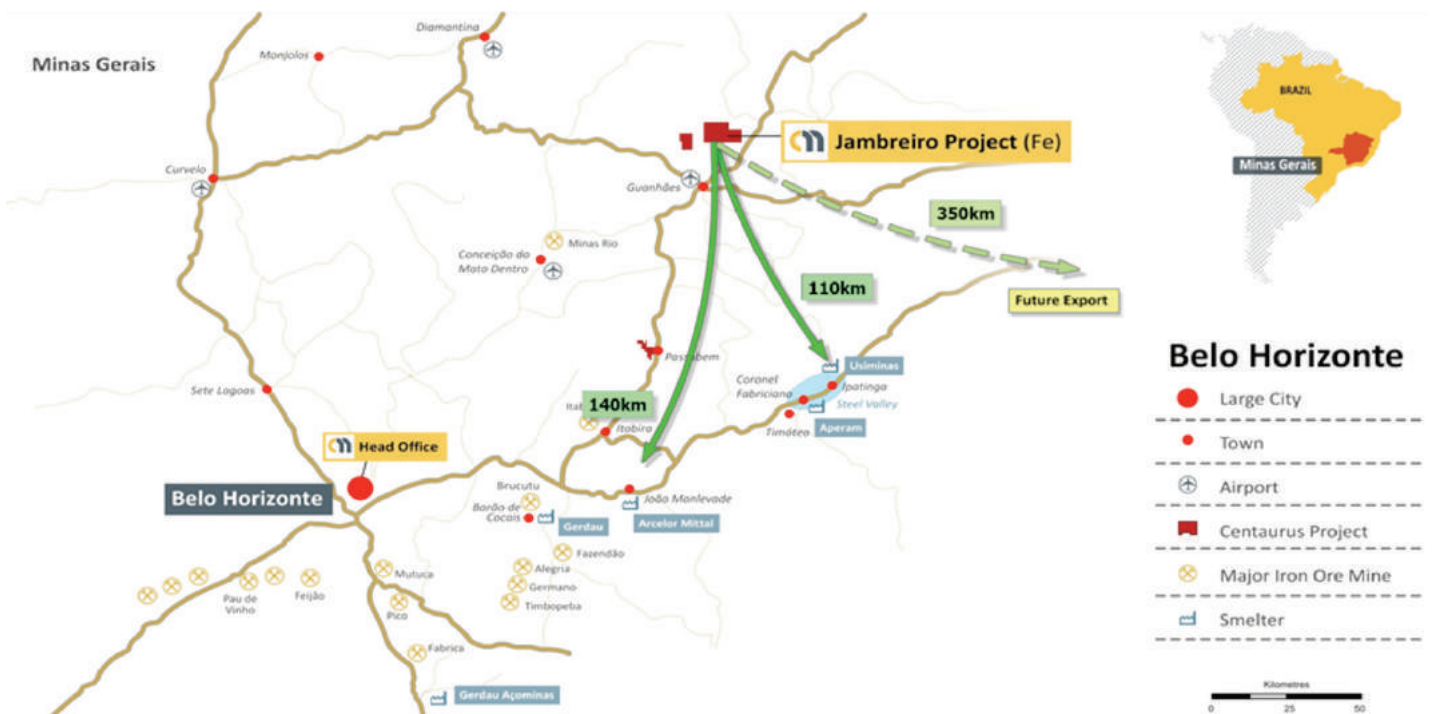 Minas Gerais
Diamantina
Monjolos
BRAZIL
Minas Gerais
Jambreiro Project (Fe)
Curvelo
Guanhães
350km
Minas Rio
Conceição do
Mato Dentro
110km
Future Export
Passabem
Usiminas
Coronel
Fabriciano
Ipatinga
Steel Valley
Sete Lagoas
140km
Itabira
Timóteo
Aperam
Head Office
Belo Horizonte
Brucutu
João Manlevade
Barão de
Cocais
Gerdau
Arcelor Mittal
Fazendão
Alegria
Mutuca
Germano
Pau de
Vinho
Feijão
Timbopeba
Pico
Fabrica
Gerdau Açominas
Belo Horizonte
Large City
Town
Airport
Centaurus Project
Major Iron Ore Mine
Smelter
Kilometres
0 25 50